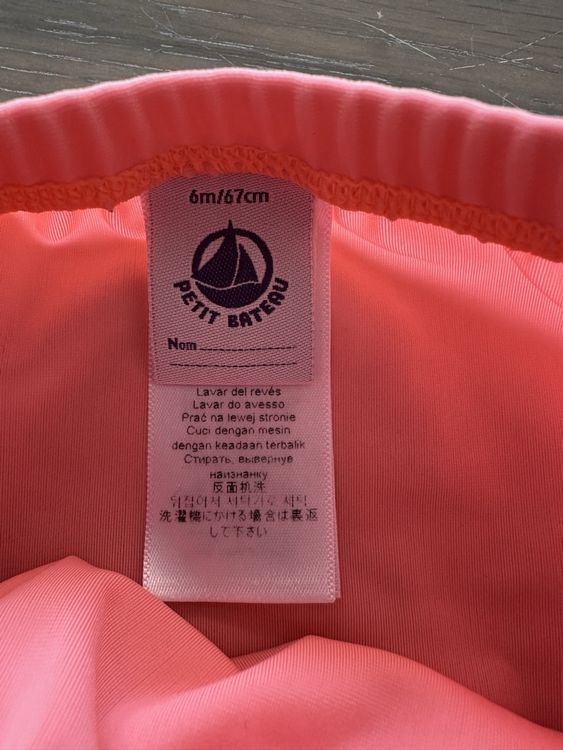 6m/67cm
PETIT BATEAU
Nom
Lavar del revés
Lavar do avesso
Prać na lewej stronie
Cuci dengan mesin
dengan keadaan terbalik
Стирать, вывернув
наизнанку
反面机洗
뒤집어서 세탁기로 세탁
洗濯機にかける場合は裏返
して下さい